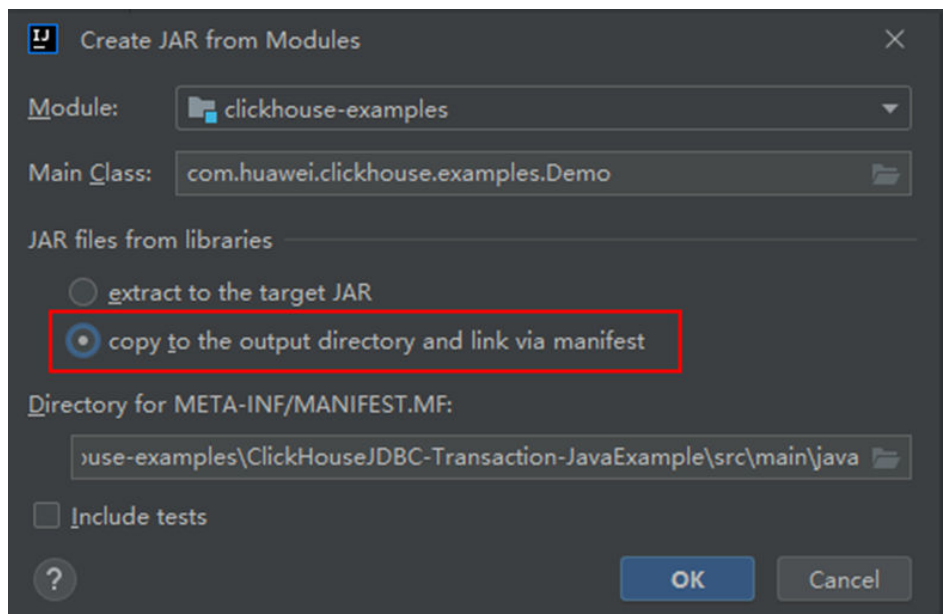 IJ
Create JAR from Modules
Module: clickhouse-examples
Main Class: com.huawei.clickhouse.examples.Demo
JAR files from libraries
extract to the target JAR
copy to the output directory and link via manifest
Directory for META-INF/MANIFEST.MF:
ouse-examples\ClickHouseJDBC-Transaction-JavaExample\src\main\java
Include tests
? OK Cancel